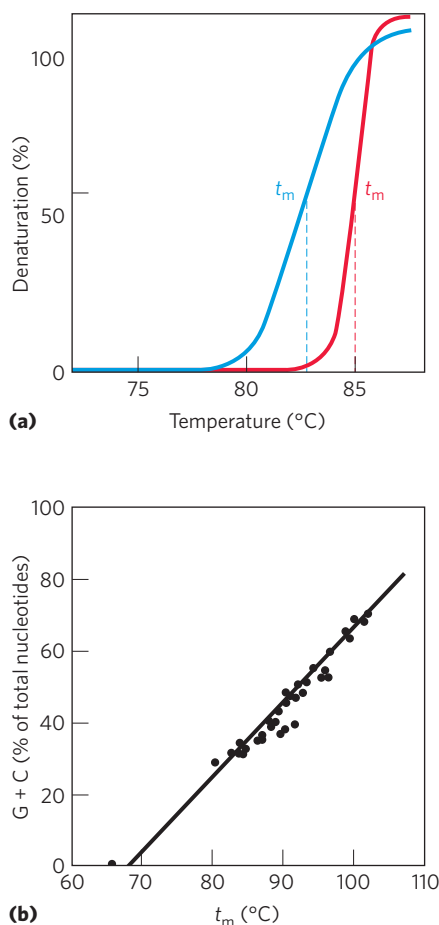 100
Denaturation (%)
50
0
tm
tm
75
80
85
Temperature (°C)
(a)
100
80
60
40
20
0
G + C (% of total nucleotides)
60
70
80
90
100
110
tm (°C)
(b)